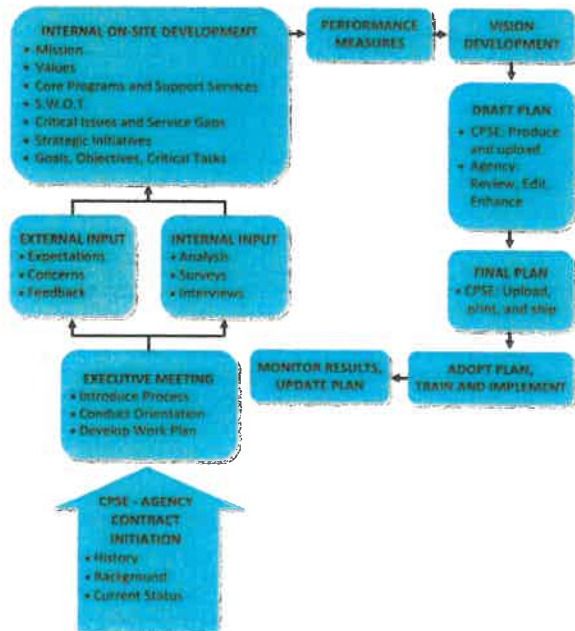 INTERNAL ON-SITE DEVELOPMENT
• Mission
• Values
• Core Programs and Support Services
• S.W.O.T.
• Critical Issues and Service Gaps
• Strategic Initiatives
• Goals, Objectives, Critical Tasks
PERFORMANCE
MEASURES
VISION
DEVELOPMENT
DRAFT PLAN
• CPSE: Produce
and upload
• Agency:
Review, Edit,
Enhance
EXTERNAL INPUT
• Expectations
• Concerns
• Feedback
INTERNAL INPUT
• Analysis
• Surveys
• Interviews
FINAL PLAN
• CPSE: Upload,
print, and ship
EXECUTIVE MEETING
• Introduce Process
• Conduct Orientation
• Develop Work Plan
MONITOR RESULTS,
UPDATE PLAN
ADOPT PLAN,
TRAIN AND IMPLEMENT
CPSE - AGENCY
CONTRACT
INITIATION
• History
• Background
• Current Status